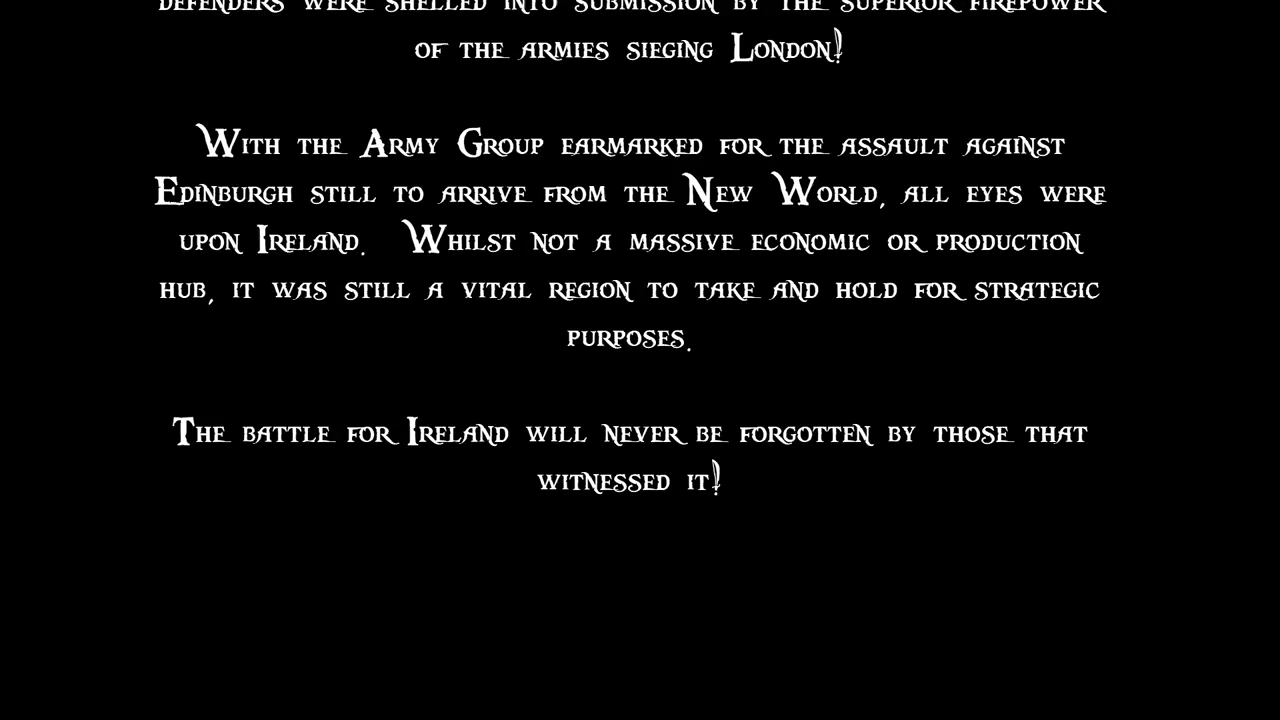 defenders were shelled into submission by the superior firepower
of the armies sieging London!
With the Army Group earmarked for the assault against
Edinburgh still to arrive from the New World, all eyes were
upon Ireland. Whilst not a massive economic or production
hub, it was still a vital region to take and hold for strategic
purposes.
The battle for Ireland will never be forgotten by those that
witnessed it!